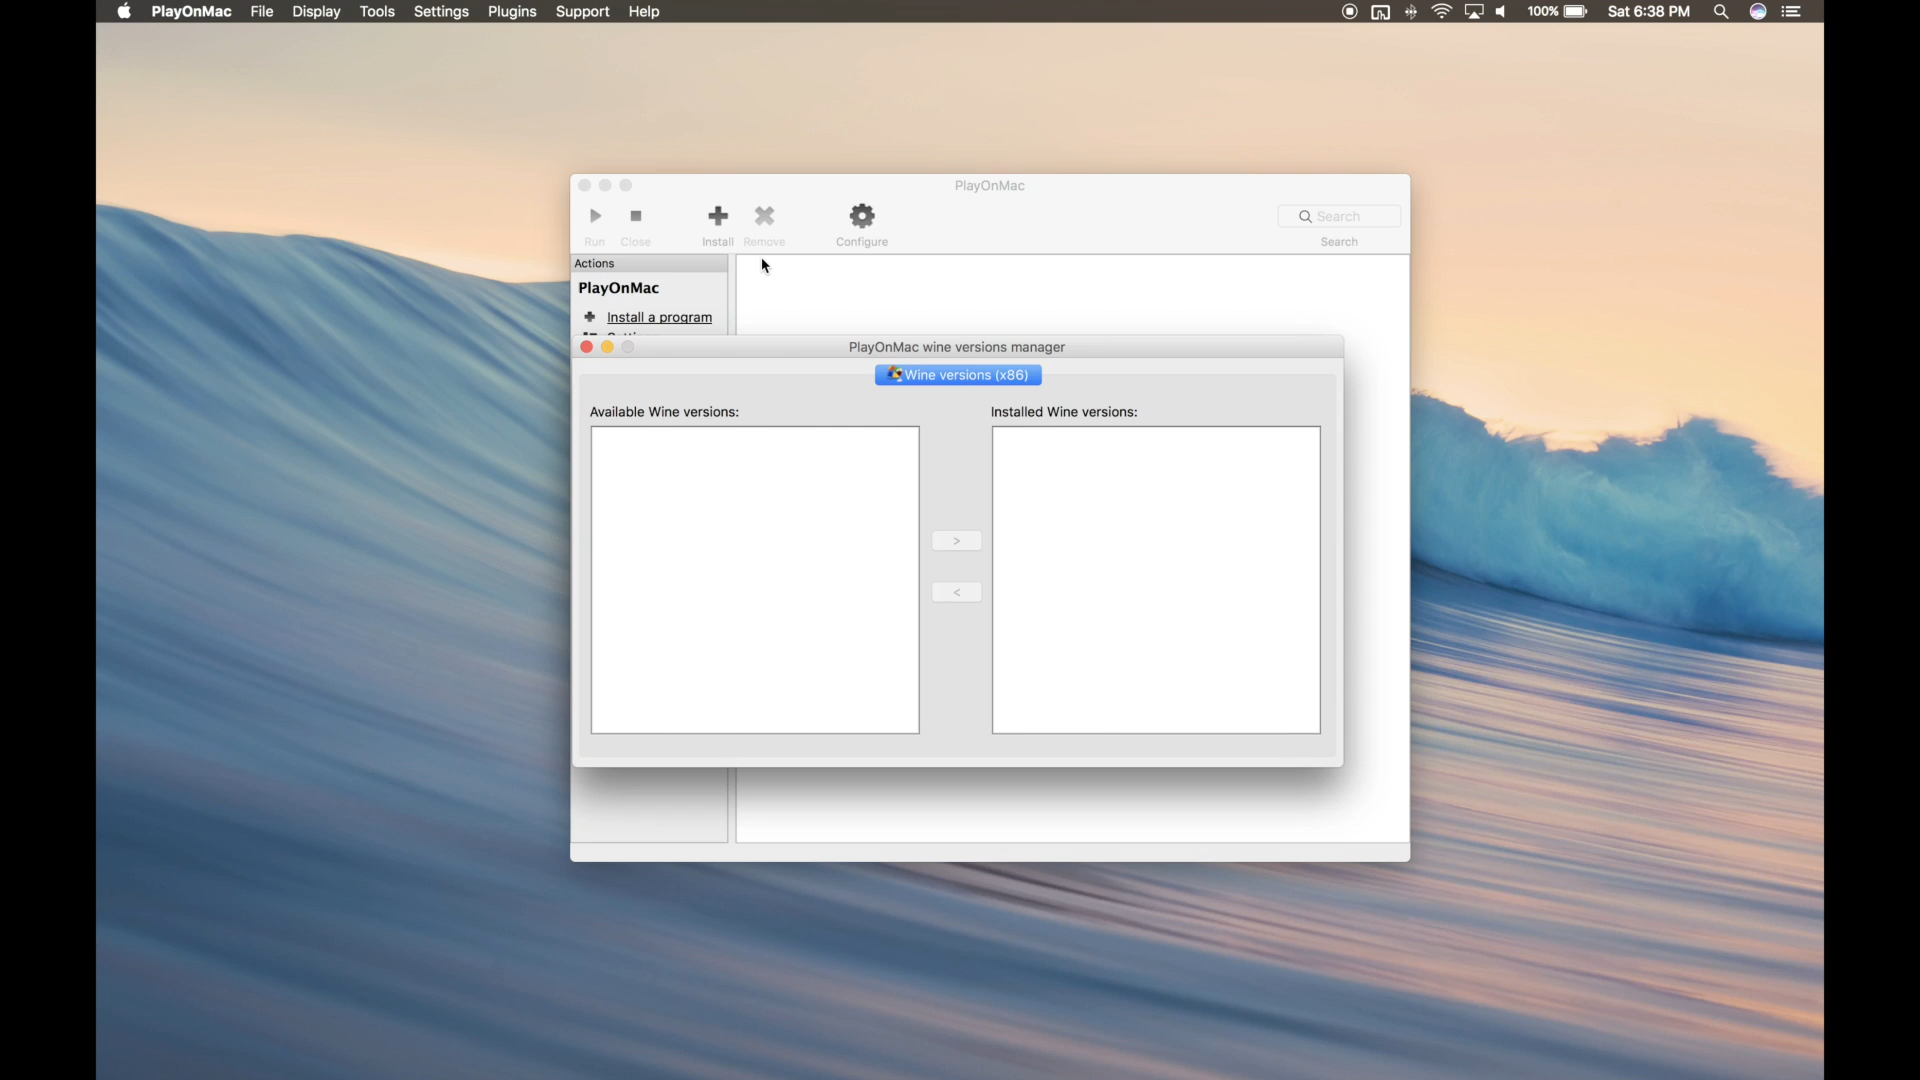 PlayOnMac File Display Tools Settings Plugins Support Help 100% Sat 6:38 PM
PlayOnMac
Search
Run Close Install Remove Configure Search
Actions
PlayOnMac
Install a program
PlayOnMac wine versions manager
Wine versions (x86)
Available Wine versions: Installed Wine versions:
>
<